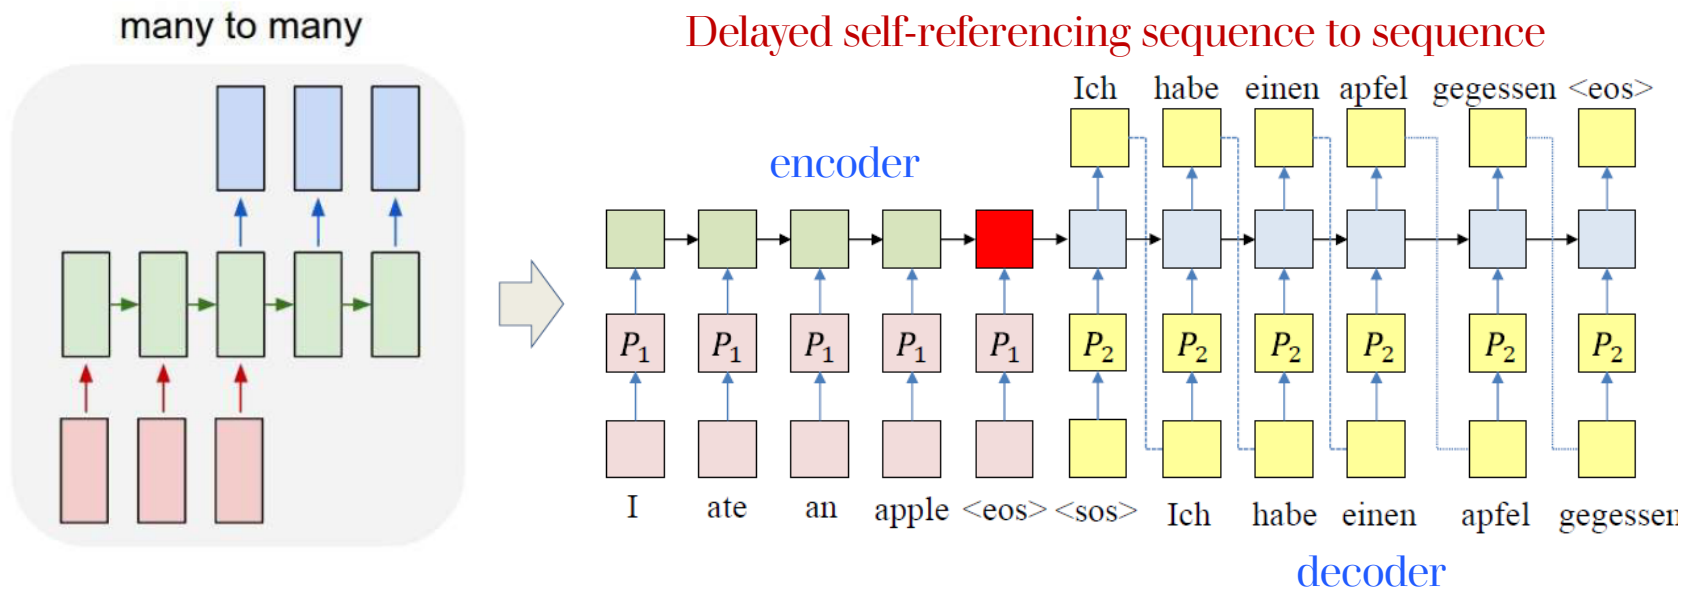 many to many
Delayed self-referencing sequence to sequence
Ich habe einen apfel gegessen <eos>
encoder
P₁ P₁ P₁ P₁ P₁ P₂ P₂ P₂ P₂ P₂ P₂
I ate an apple <eos> <sos> Ich habe einen apfel gegessen
decoder